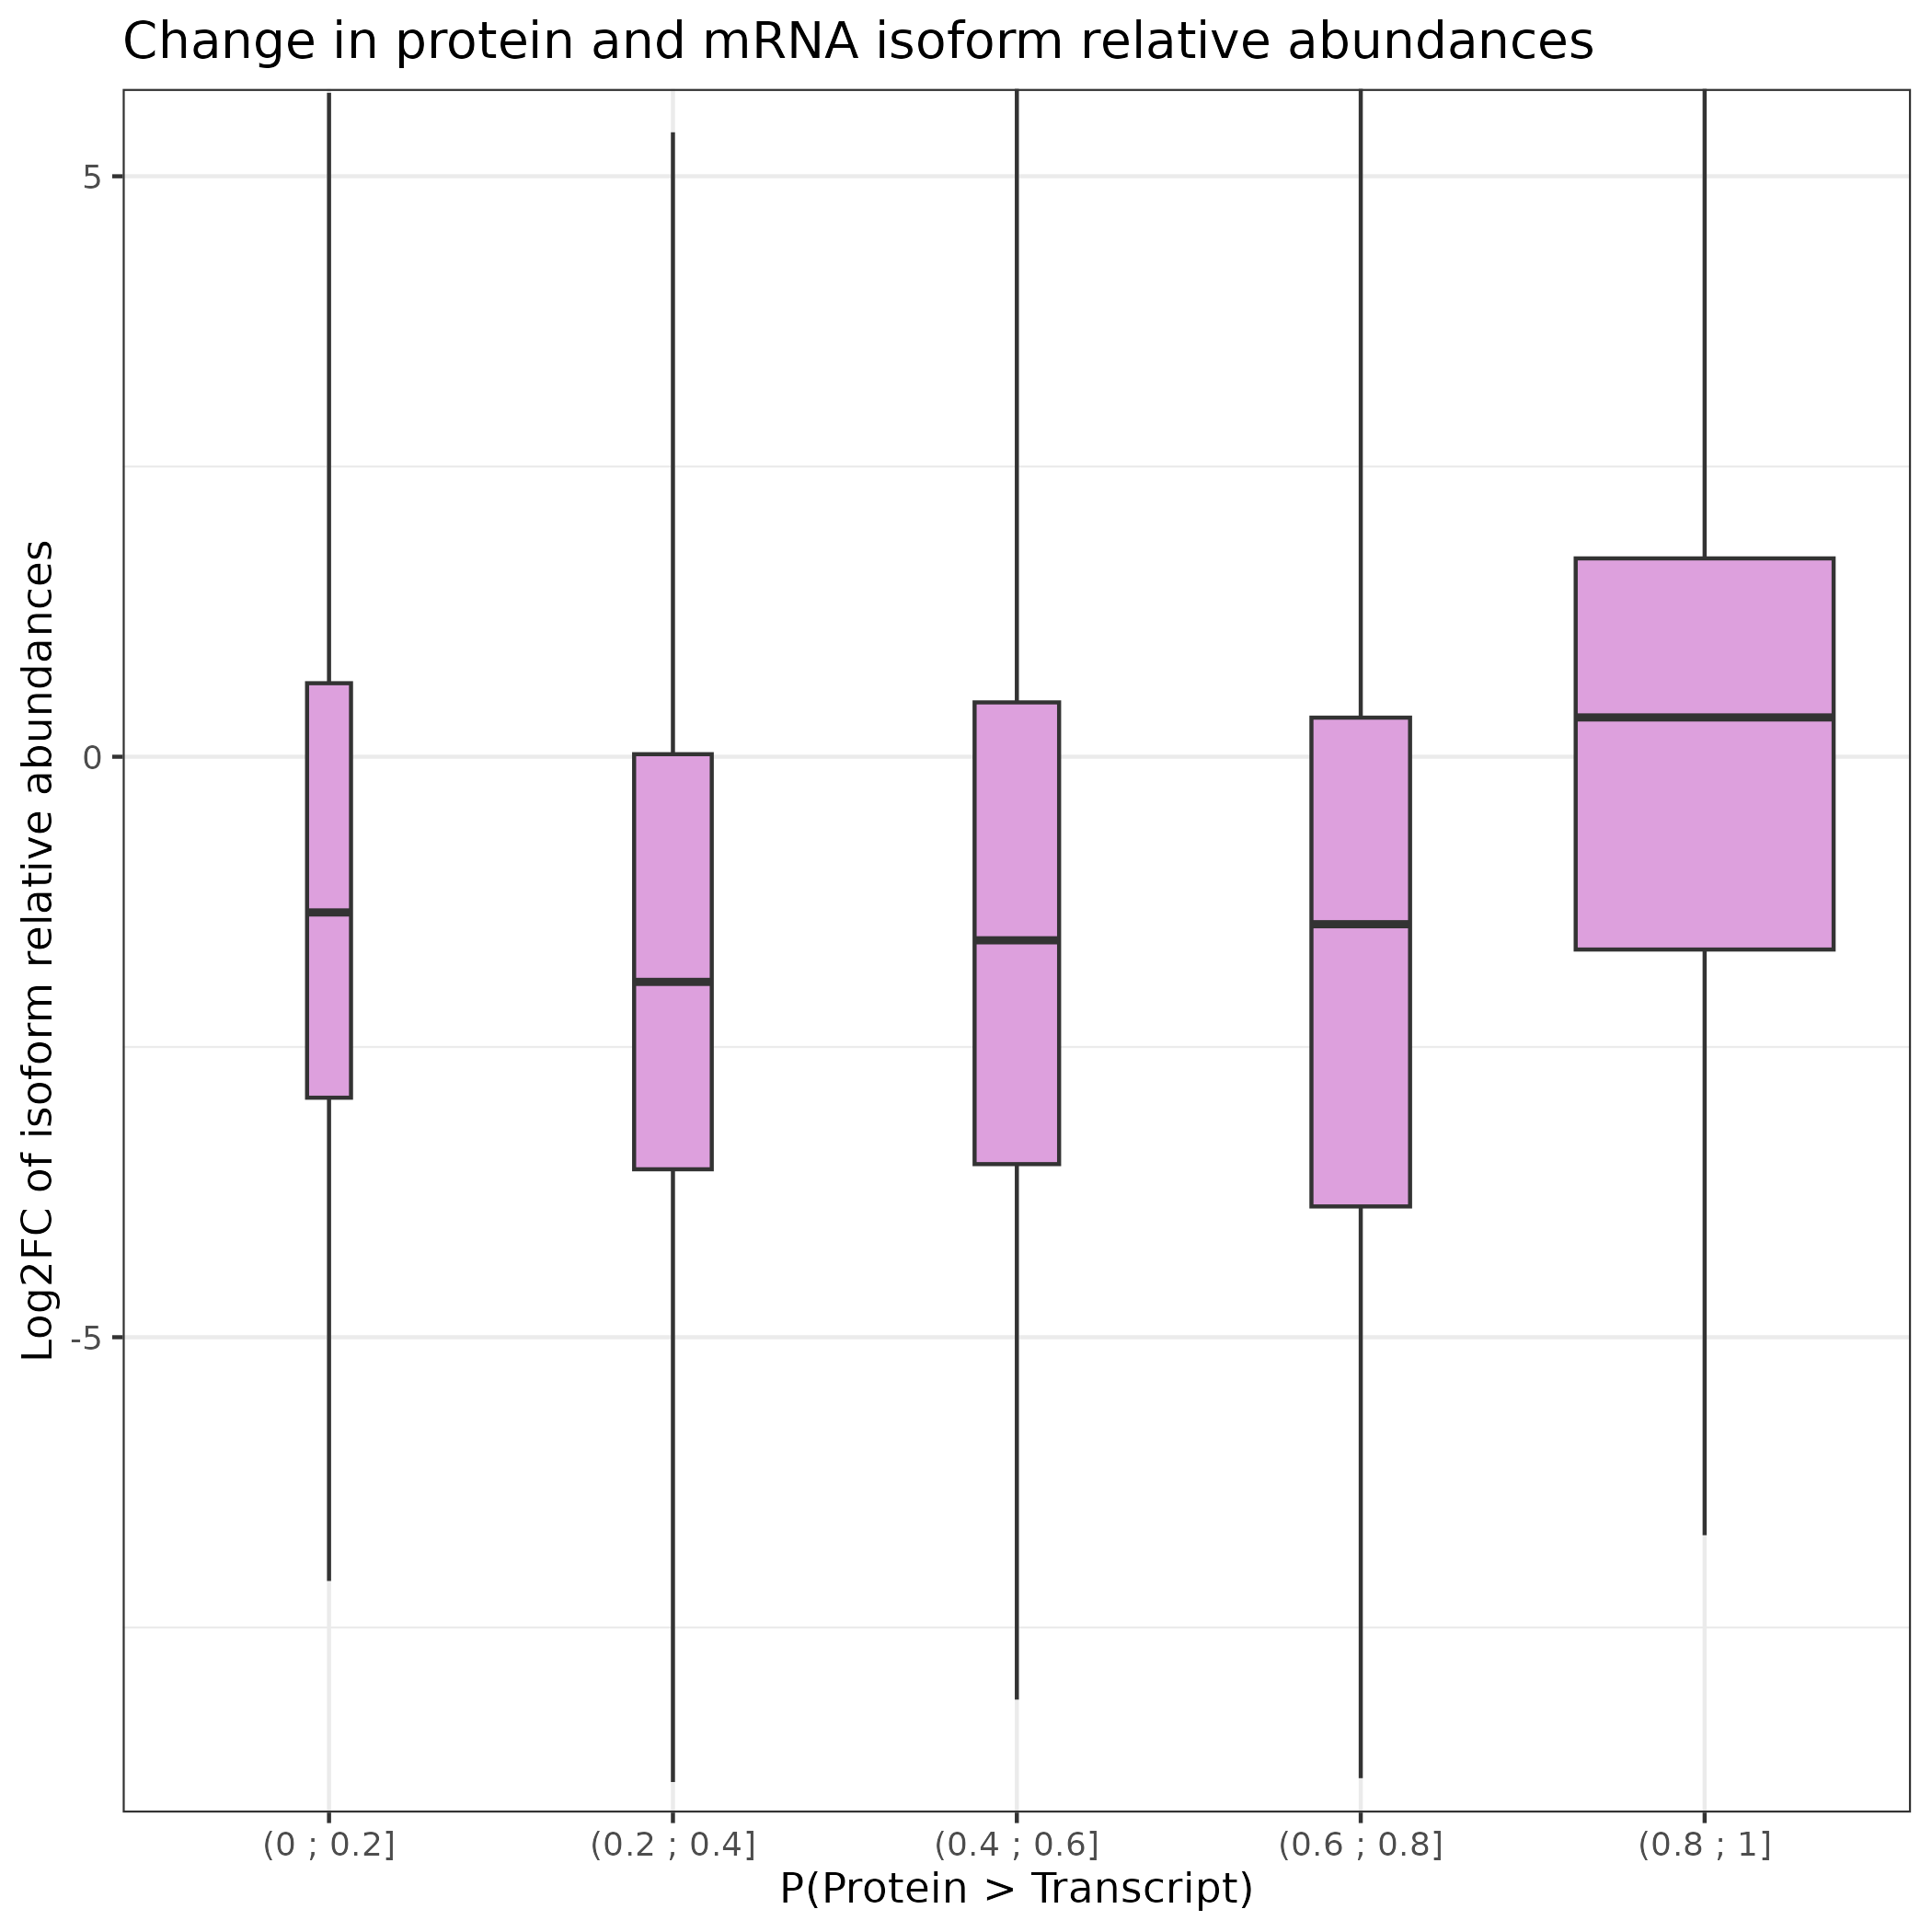 Change in protein and mRNA isoform relative abundances
Log2FC of isoform relative abundances
5
0
-5
(0 ; 0.2]
(0.2 ; 0.4]
(0.4 ; 0.6]
(0.6 ; 0.8]
(0.8 ; 1]
P(Protein > Transcript)